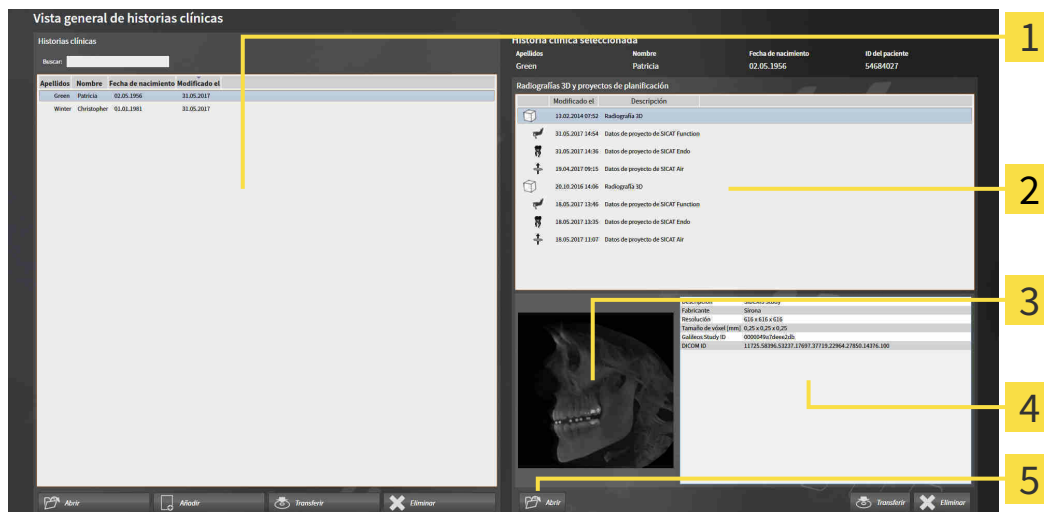 Vista general de historias clínicas
Historias clínicas
Buscar:
Apellidos Nombre Fecha de nacimiento Modificado el
Green Patricia 02.05.1956 31.05.2017
Winter Christopher 01.01.1981 31.05.2017
Abrir Añadir Transferir Eliminar
Historia clínica seleccionada
Apellidos Nombre Fecha de nacimiento ID del paciente
Green Patricia 02.05.1956 54684027
Radiografías 3D y proyectos de planificación
Modificado el Descripción
13.02.2014 07:52 Radiografía 3D
31.05.2017 14:54 Datos de proyecto de SICAT Function
31.05.2017 14:36 Datos de proyecto de SICAT Endo
19.04.2017 09:15 Datos de proyecto de SICAT Air
20.10.2016 14:06 Radiografía 3D
18.05.2017 13:46 Datos de proyecto de SICAT Function
18.05.2017 13:35 Datos de proyecto de SICAT Endo
18.05.2017 11:07 Datos de proyecto de SICAT Air
Fabricante Sirona
Resolución 616 x 616 x 616
Tamaño de vóxel [mm] 0,25 x 0,25 x 0,25
Galileos Study ID 0000049a7deee2db
DICOM ID 11725.58396.53237.17697.37719.22964.27850.14376.100
Abrir Transferir Eliminar
1
2
3
4
5